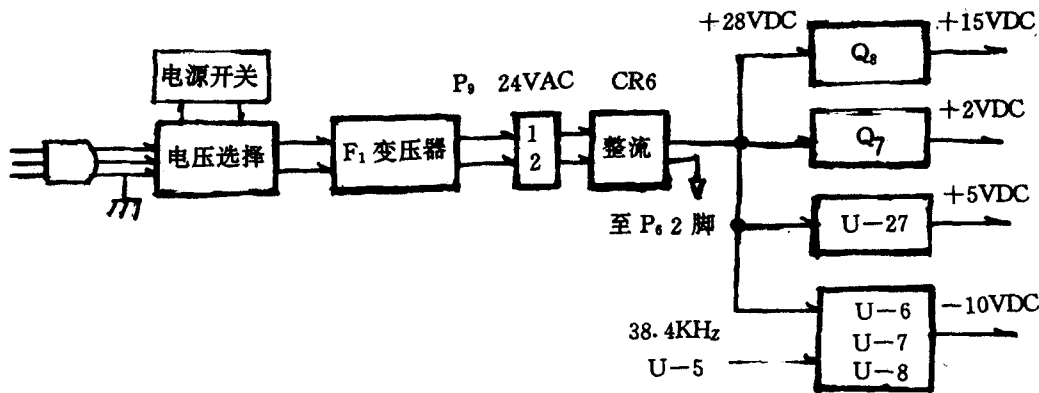 电源开关
电压选择
F₁ 变压器
P₉ 24VAC
1
2
CR6
整流
至 P₆ 2 脚
+28VDC
Q₈
+15VDC
Q7
+2VDC
U-27
+5VDC
38.4KHz
U-5
U-6
U-7
U-8
-10VDC